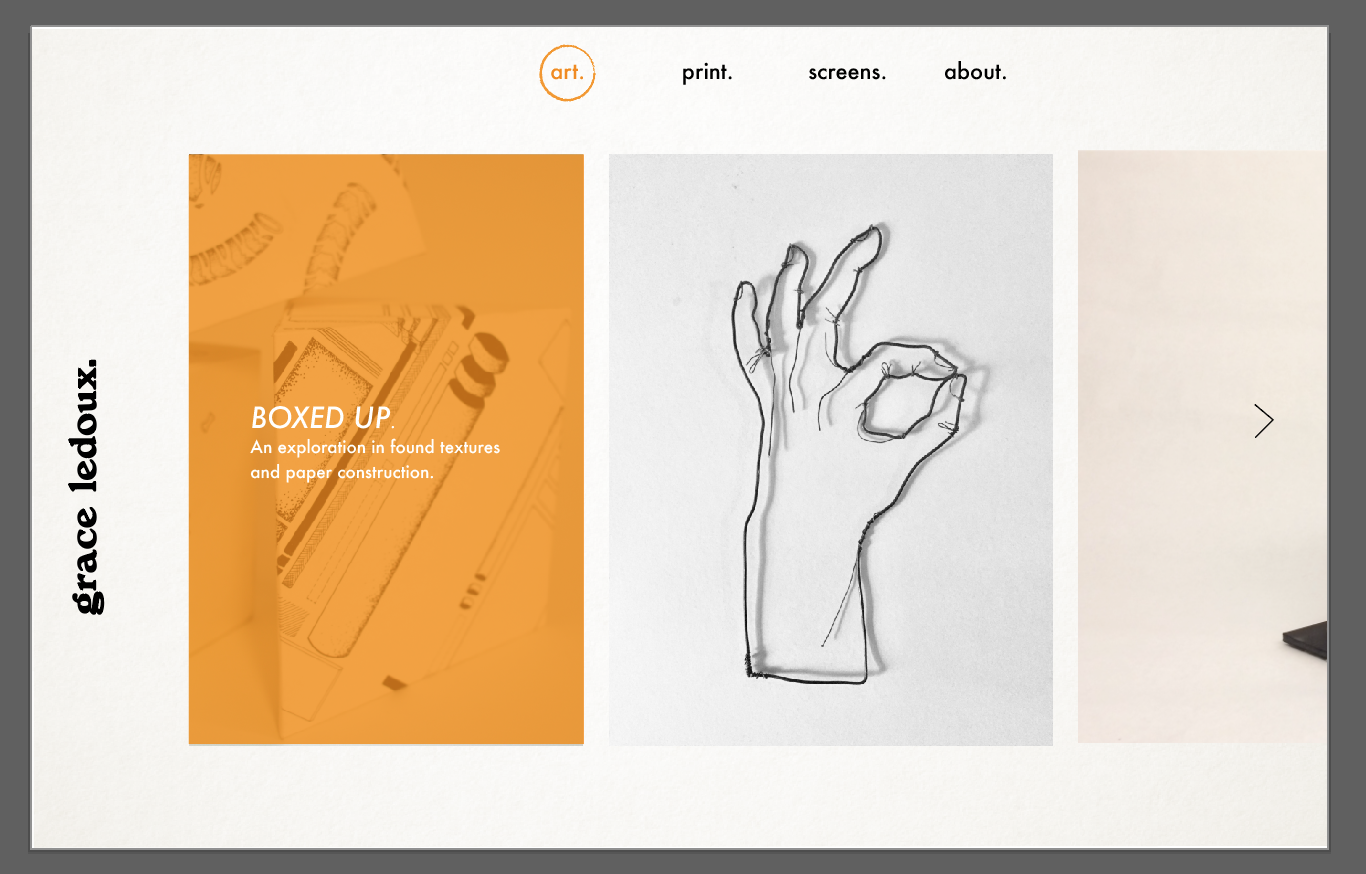 art.
print.
screens.
about.
grace ledoux.
BOXED UP.
An exploration in found textures
and paper construction.